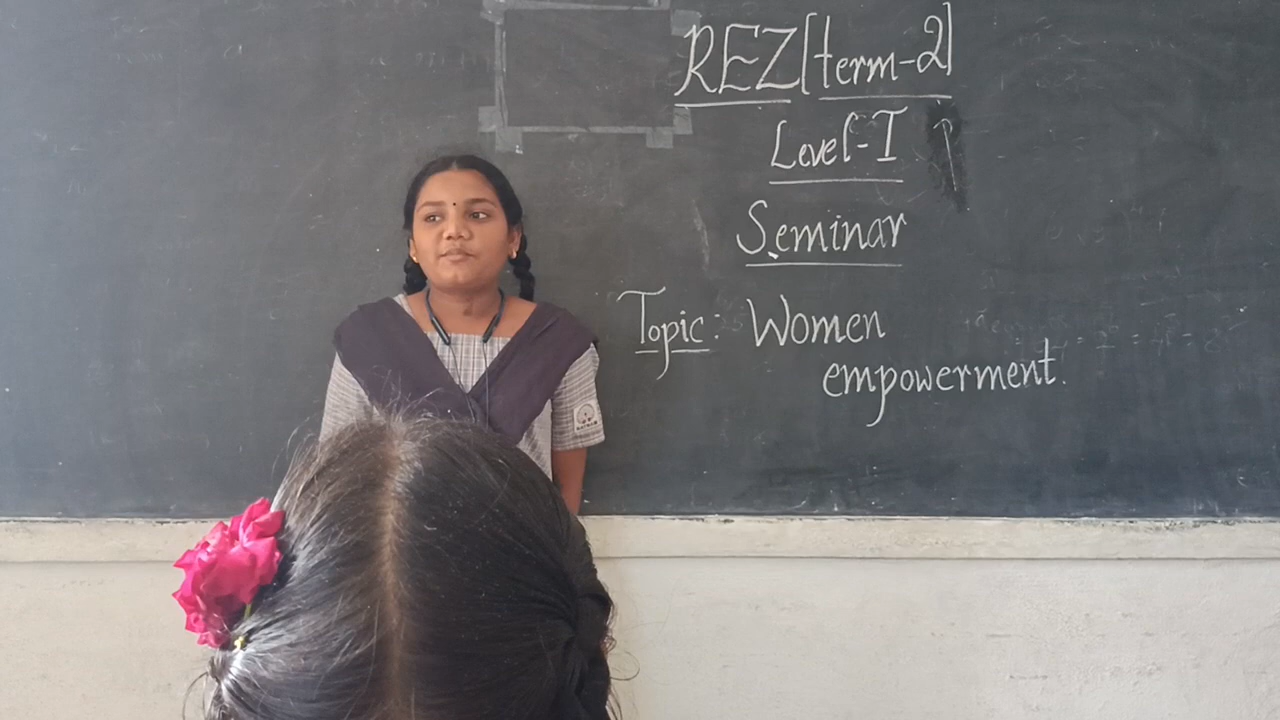 REZ[term-2]
Level-I
Seminar
Topic: Women
empowerment.